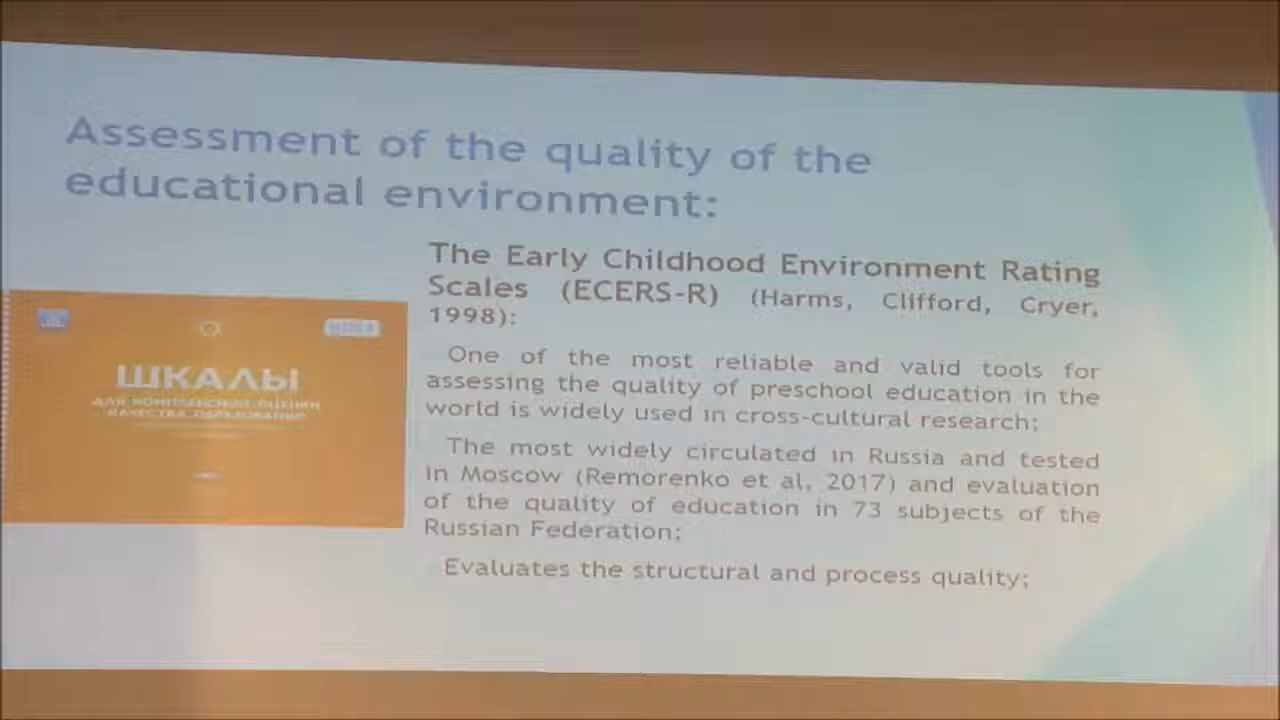 Assessment of the quality of the
educational environment:
The Early Childhood Environment Rating
Scales (ECERS-R) (Harms, Clifford, Cryer,
1998):
One of the most reliable and valid tools for
assessing the quality of preschool education in the
world is widely used in cross-cultural research;
The most widely circulated in Russia and tested
in Moscow (Remorenko et al, 2017) and evaluation
of the quality of education in 73 subjects of the
Russian Federation;
Evaluates the structural and process quality;
ШКАЛЫ
ДЛЯ КОМПЛЕКСНОЙ ОЦЕНКИ
КАЧЕСТВА ОБРАЗОВАНИЯ